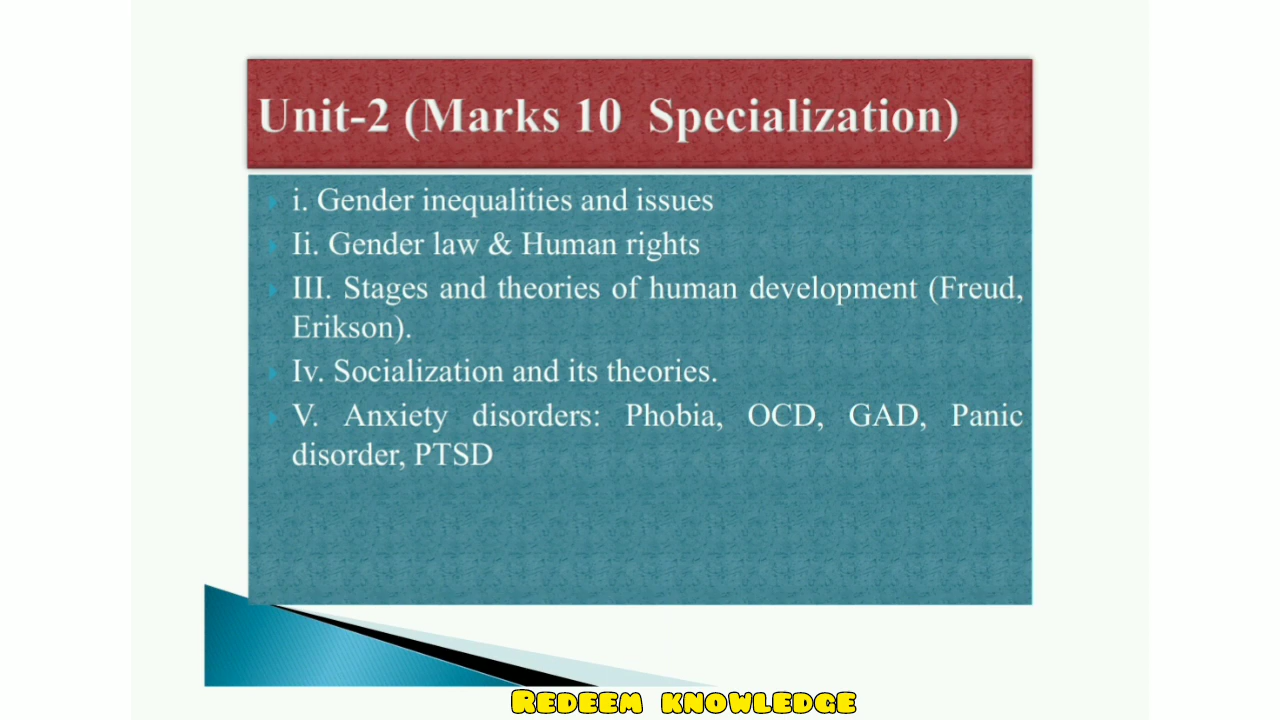 Unit-2 (Marks 10 Specialization)
i. Gender inequalities and issues
Ii. Gender law & Human rights
III. Stages and theories of human development (Freud,
Erikson).
Iv. Socialization and its theories.
V. Anxiety disorders: Phobia, OCD, GAD, Panic
disorder, PTSD
Redeem knowledge